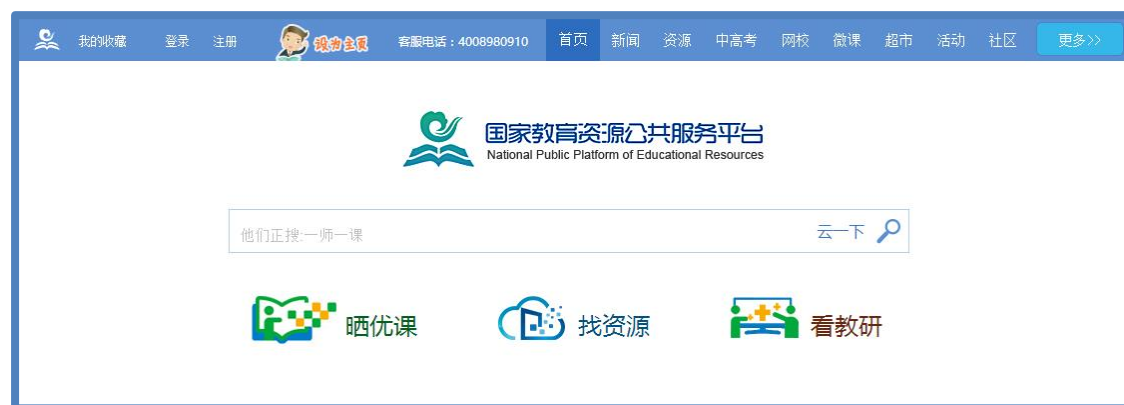 我的收藏 登录 注册 设为主页 客服电话：4008980910 首页 新闻 资源 中高考 网校 微课 超市 活动 社区 更多>>
国家教育资源公共服务平台
National Public Platform of Educational Resources
他们正搜:一师一课 云一下
晒优课 找资源 看教研